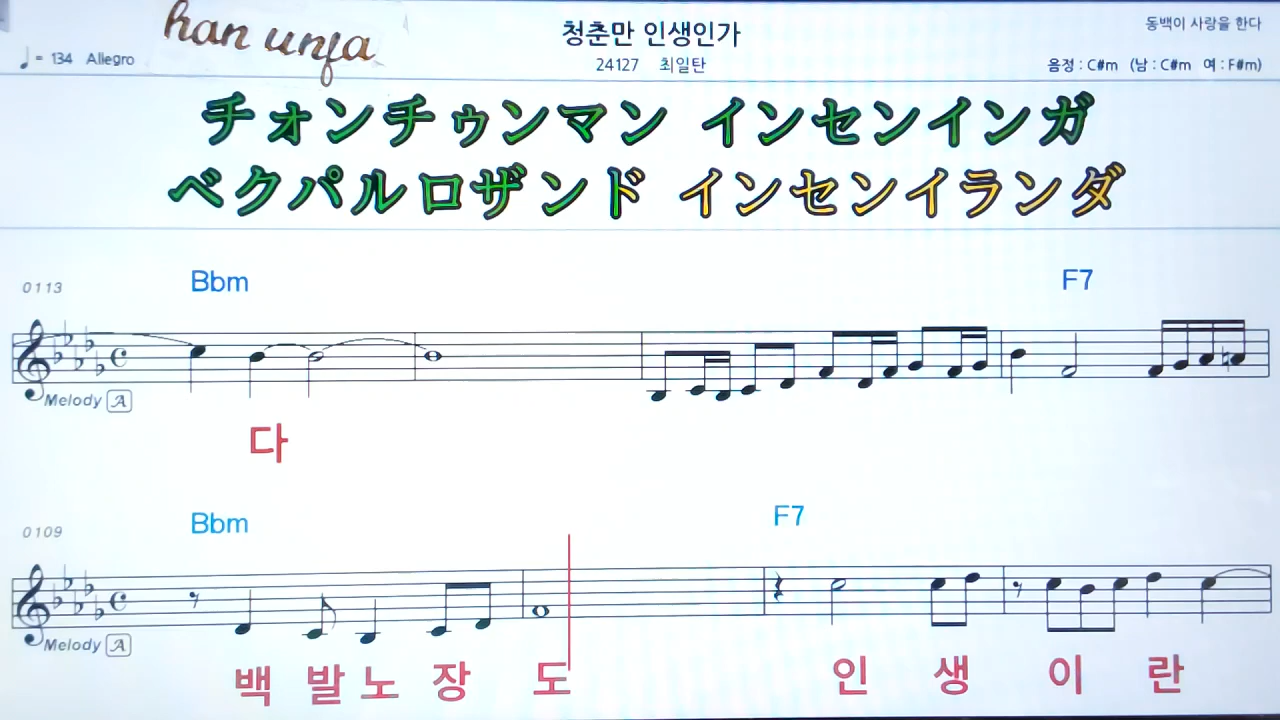 han unfa
청춘만 인생인가
동백이 사랑을 한다
♩ = 134 Allegro
24127 최일탄
음정 : C#m (남 : C#m 여 : F#m)
チォンチゥンマン インセンインガ
ベクパルロザンド インセンイランダ
0113 Bbm F7
Melody A
다
0109 Bbm F7
Melody A
백 발 노 장 도 인 생 이 란